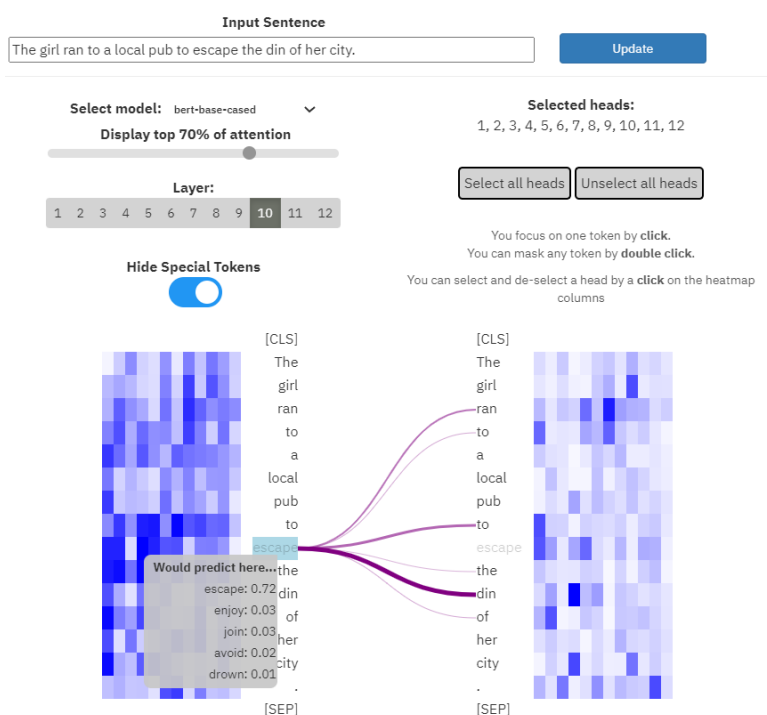 Input Sentence
The girl ran to a local pub to escape the din of her city.
Update
Select model: bert-base-cased
Display top 70% of attention
Layer:
1 2 3 4 5 6 7 8 9 10 11 12
Hide Special Tokens
Selected heads:
1, 2, 3, 4, 5, 6, 7, 8, 9, 10, 11, 12
Select all heads Unselect all heads
You focus on one token by click.
You can mask any token by double click.
You can select and de-select a head by a click on the heatmap
columns
[CLS] [CLS]
The The
girl girl
ran ran
to to
a a
local local
pub pub
to to
escape escape
Would predict here...
escape: 0.72
enjoy: 0.03
join: 0.03
avoid: 0.02
drown: 0.01
the the
din din
of of
her her
city city
. .
[SEP] [SEP]